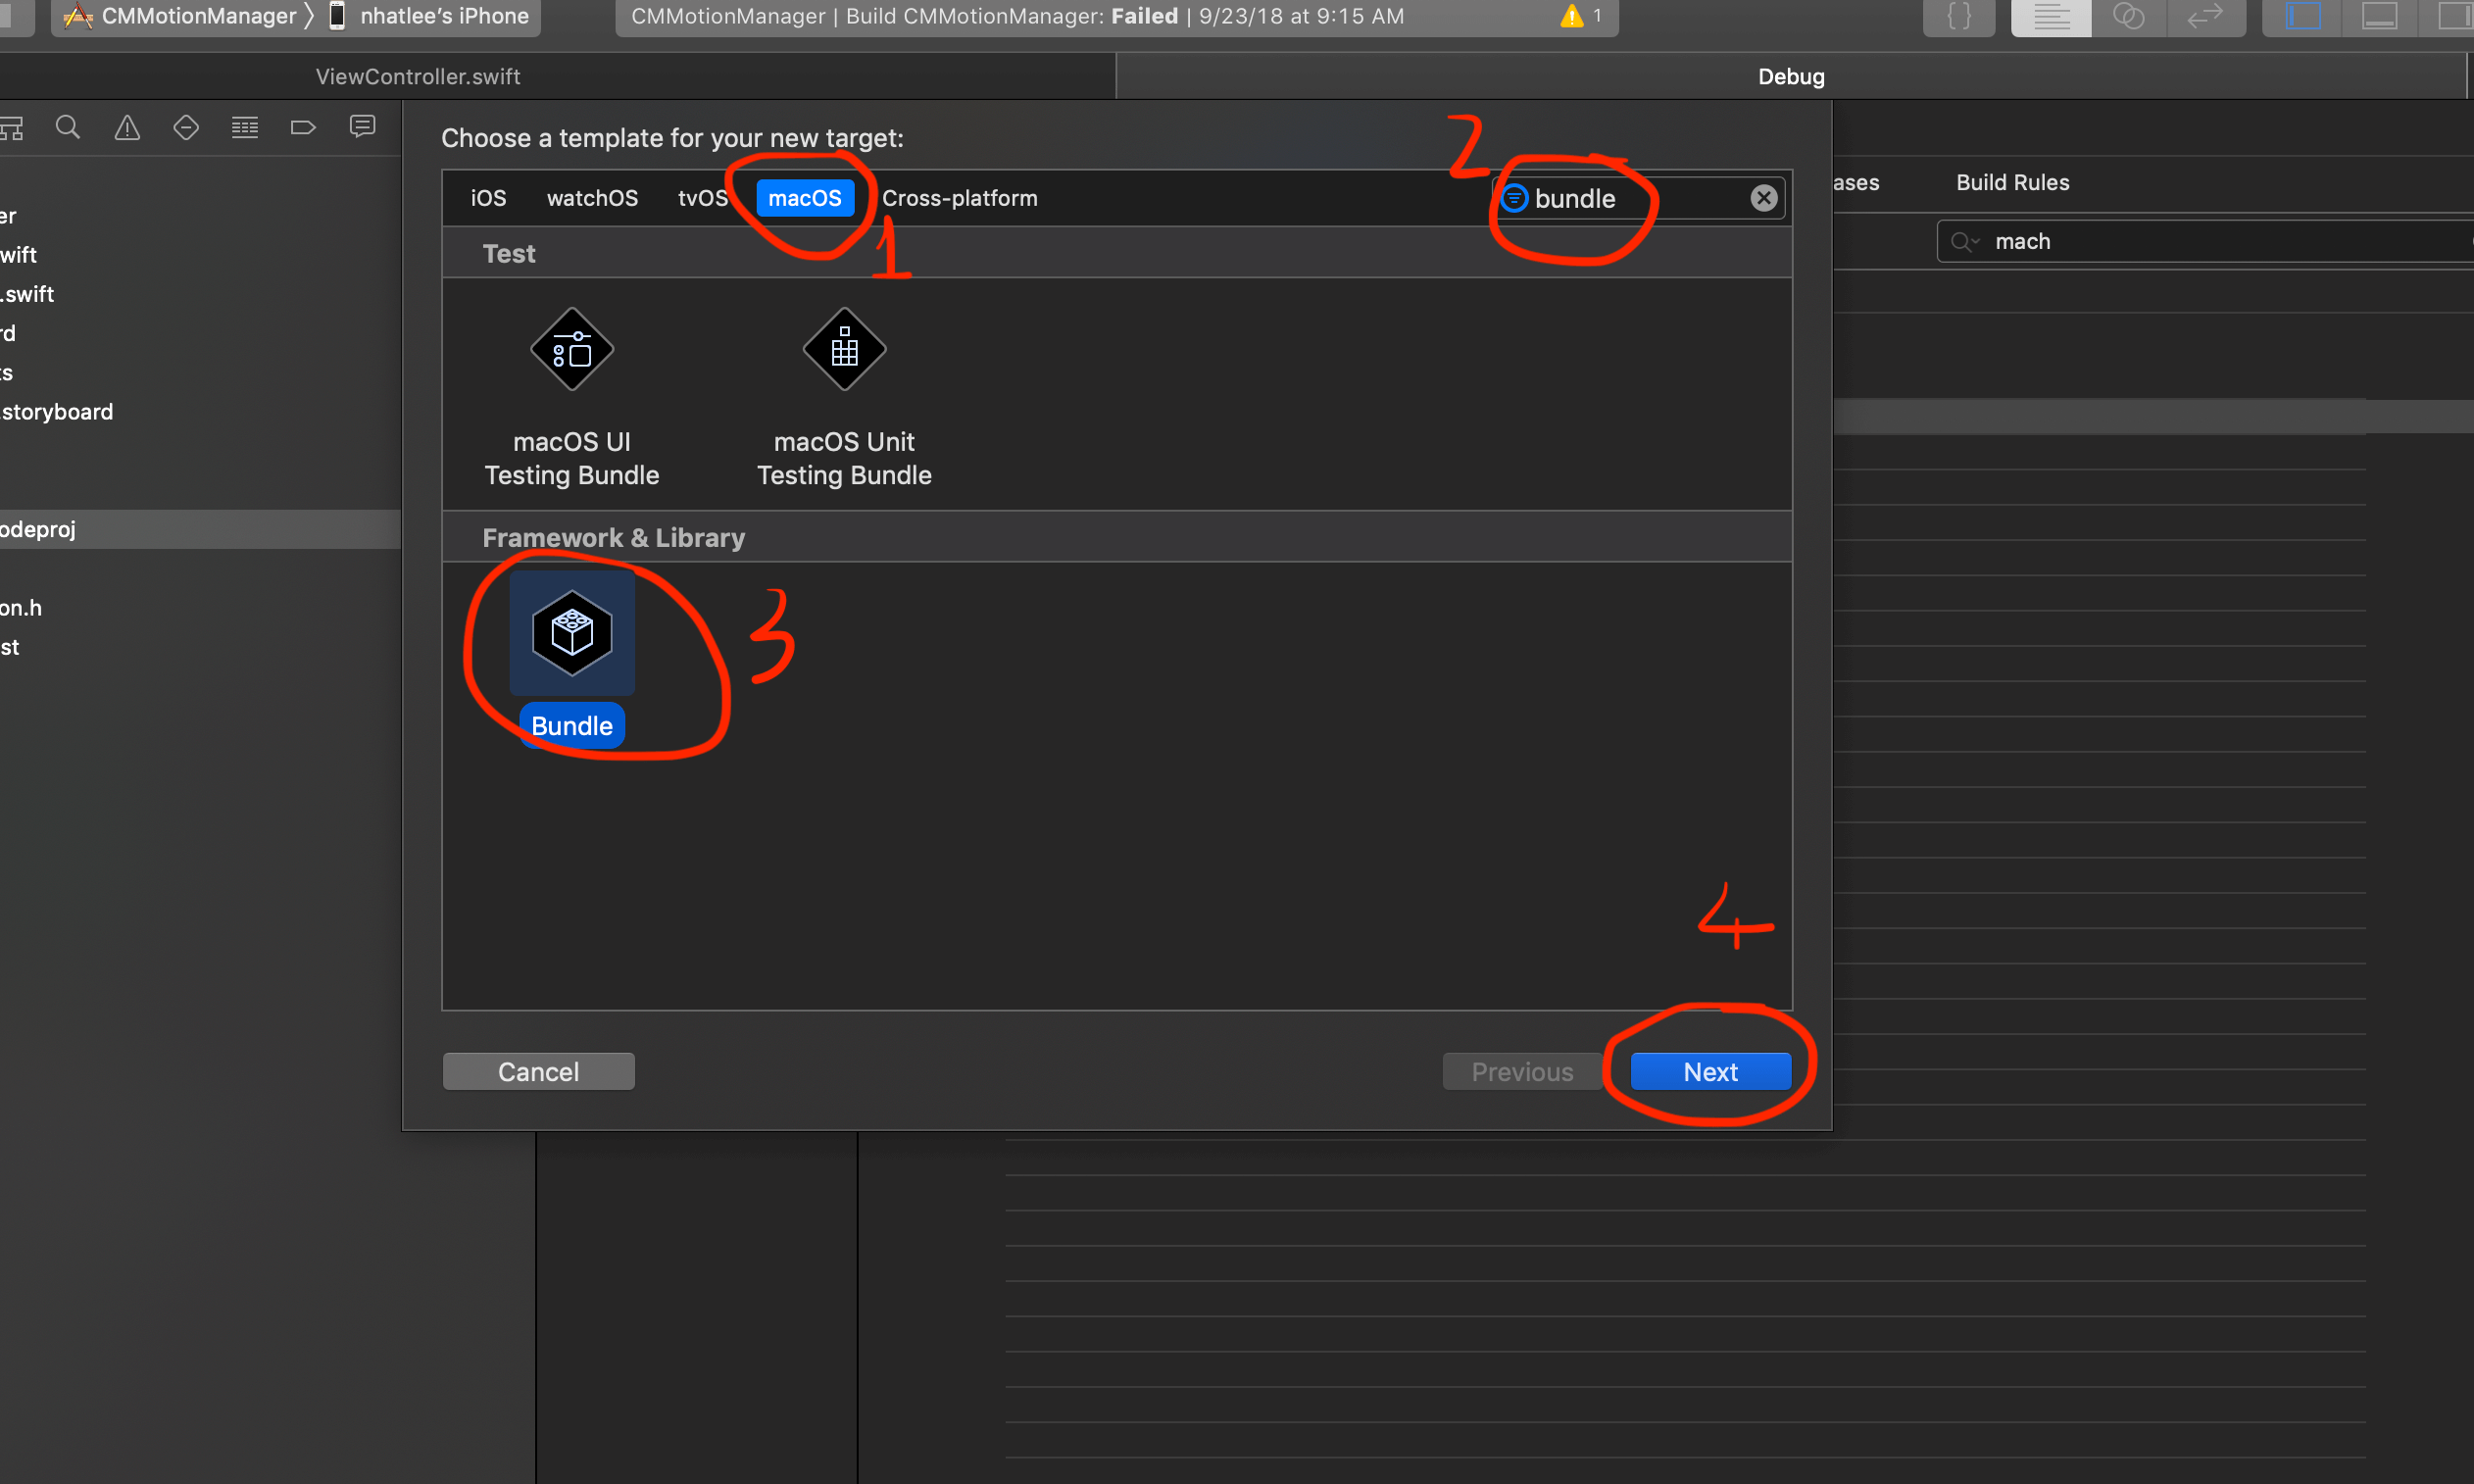 CMMotionManager 〉 nhatlee’s iPhone
CMMotionManager | Build CMMotionManager: Failed | 9/23/18 at 9:15 AM
1
ViewController.swift
Debug
Choose a template for your new target:
2
iOS watchOS tvOS macOS Cross-platform
bundle
1
ases Build Rules
mach
er
wift
.swift
rd
ts
.storyboard
odeproj
on.h
st
Test
macOS UI
Testing Bundle
macOS Unit
Testing Bundle
Framework & Library
Bundle
3
4
Cancel
Previous
Next